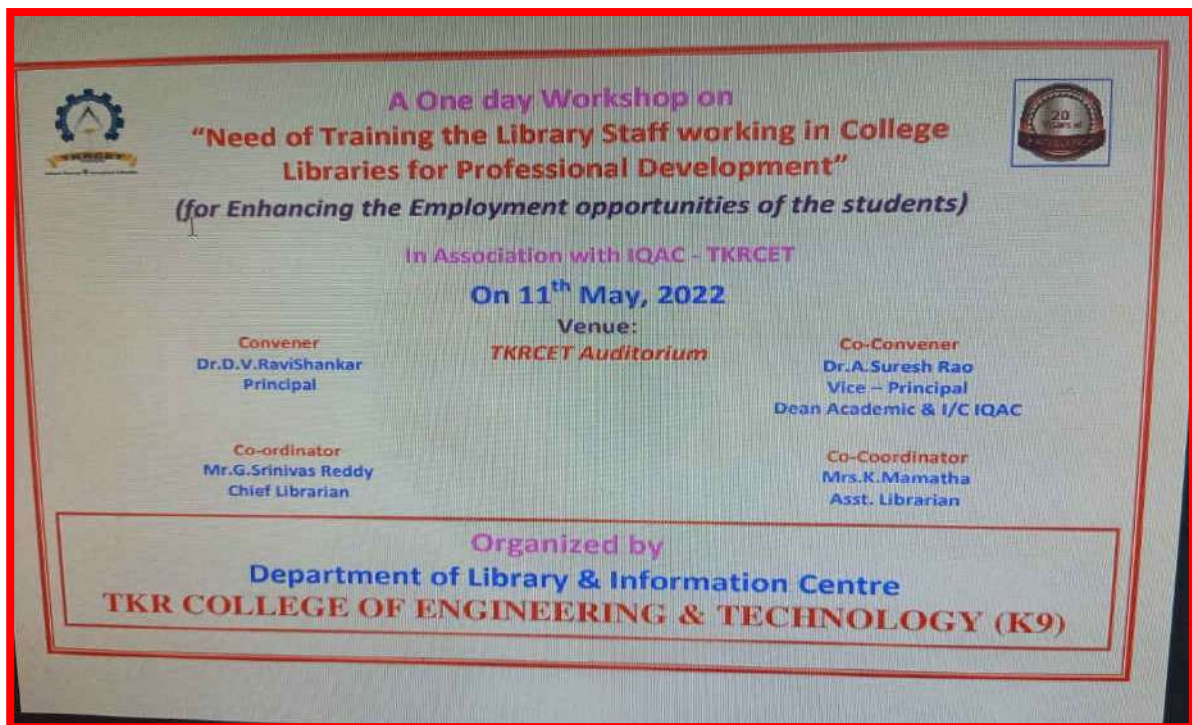 A One day Workshop on
"Need of Training the Library Staff working in College
Libraries for Professional Development"
(for Enhancing the Employment opportunities of the students)
In Association with IQAC - TKRCET
On 11th May, 2022
Venue:
TKRCET Auditorium
Convener
Dr.D.V.RaviShankar
Principal
Co-Convener
Dr.A.Suresh Rao
Vice – Principal
Dean Academic & I/C IQAC
Co-ordinator
Mr.G.Srinivas Reddy
Chief Librarian
Co-Coordinator
Mrs.K.Mamatha
Asst. Librarian
Organized by
Department of Library & Information Centre
TKR COLLEGE OF ENGINEERING & TECHNOLOGY (K9)
TKRCET
20